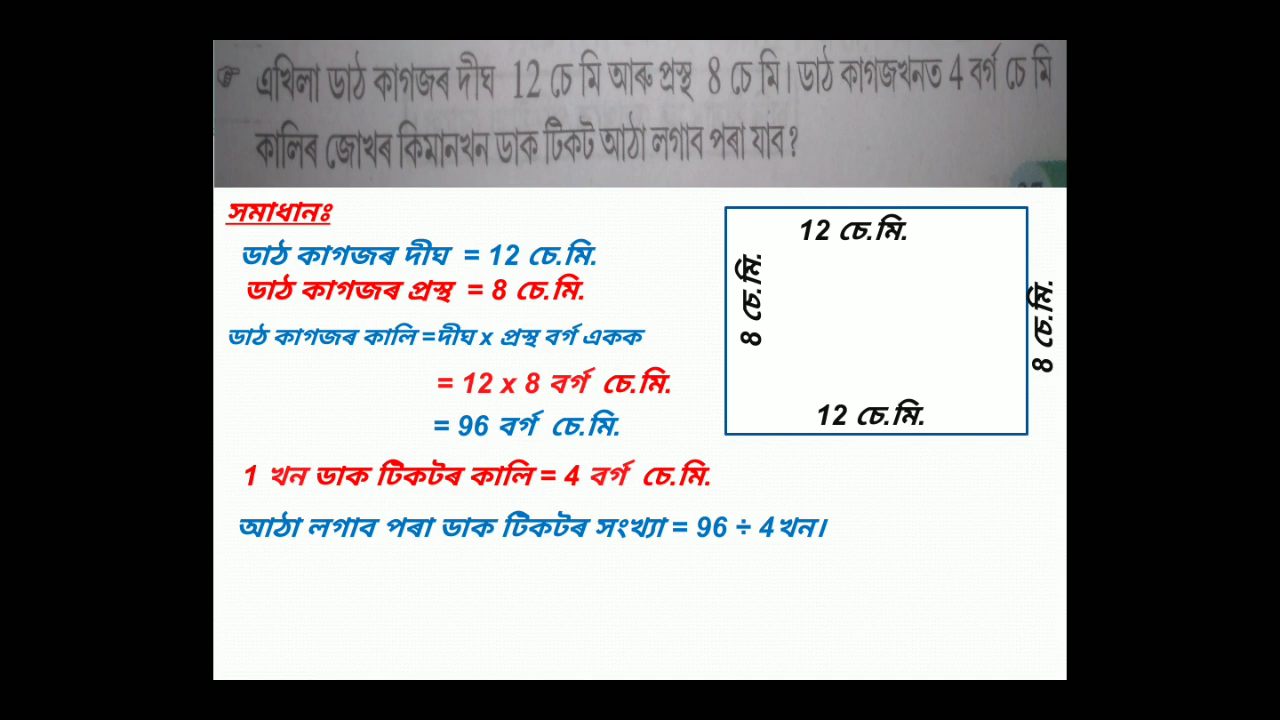 এখিলা ডাঠ কাগজৰ দীঘ 12 চে মি আৰু প্ৰস্থ 8 চে মি। ডাঠ কাগজখনত 4 বৰ্গ চে মি
কালিৰ জোখৰ কিমানখন ডাক টিকট আঠা লগাব পৰা যাব?
সমাধানঃ
ডাঠ কাগজৰ দীঘ = 12 চে.মি.
ডাঠ কাগজৰ প্ৰস্থ = 8 চে.মি.
ডাঠ কাগজৰ কালি =দীঘ x প্ৰস্থ বৰ্গ একক
= 12 x 8 বৰ্গ চে.মি.
= 96 বৰ্গ চে.মি.
1 খন ডাক টিকটৰ কালি = 4 বৰ্গ চে.মি.
আঠা লগাব পৰা ডাক টিকটৰ সংখ্যা = 96 ÷ 4খন।
12 চে.মি.
8 চে.মি.
8 চে.মি.
12 চে.মি.